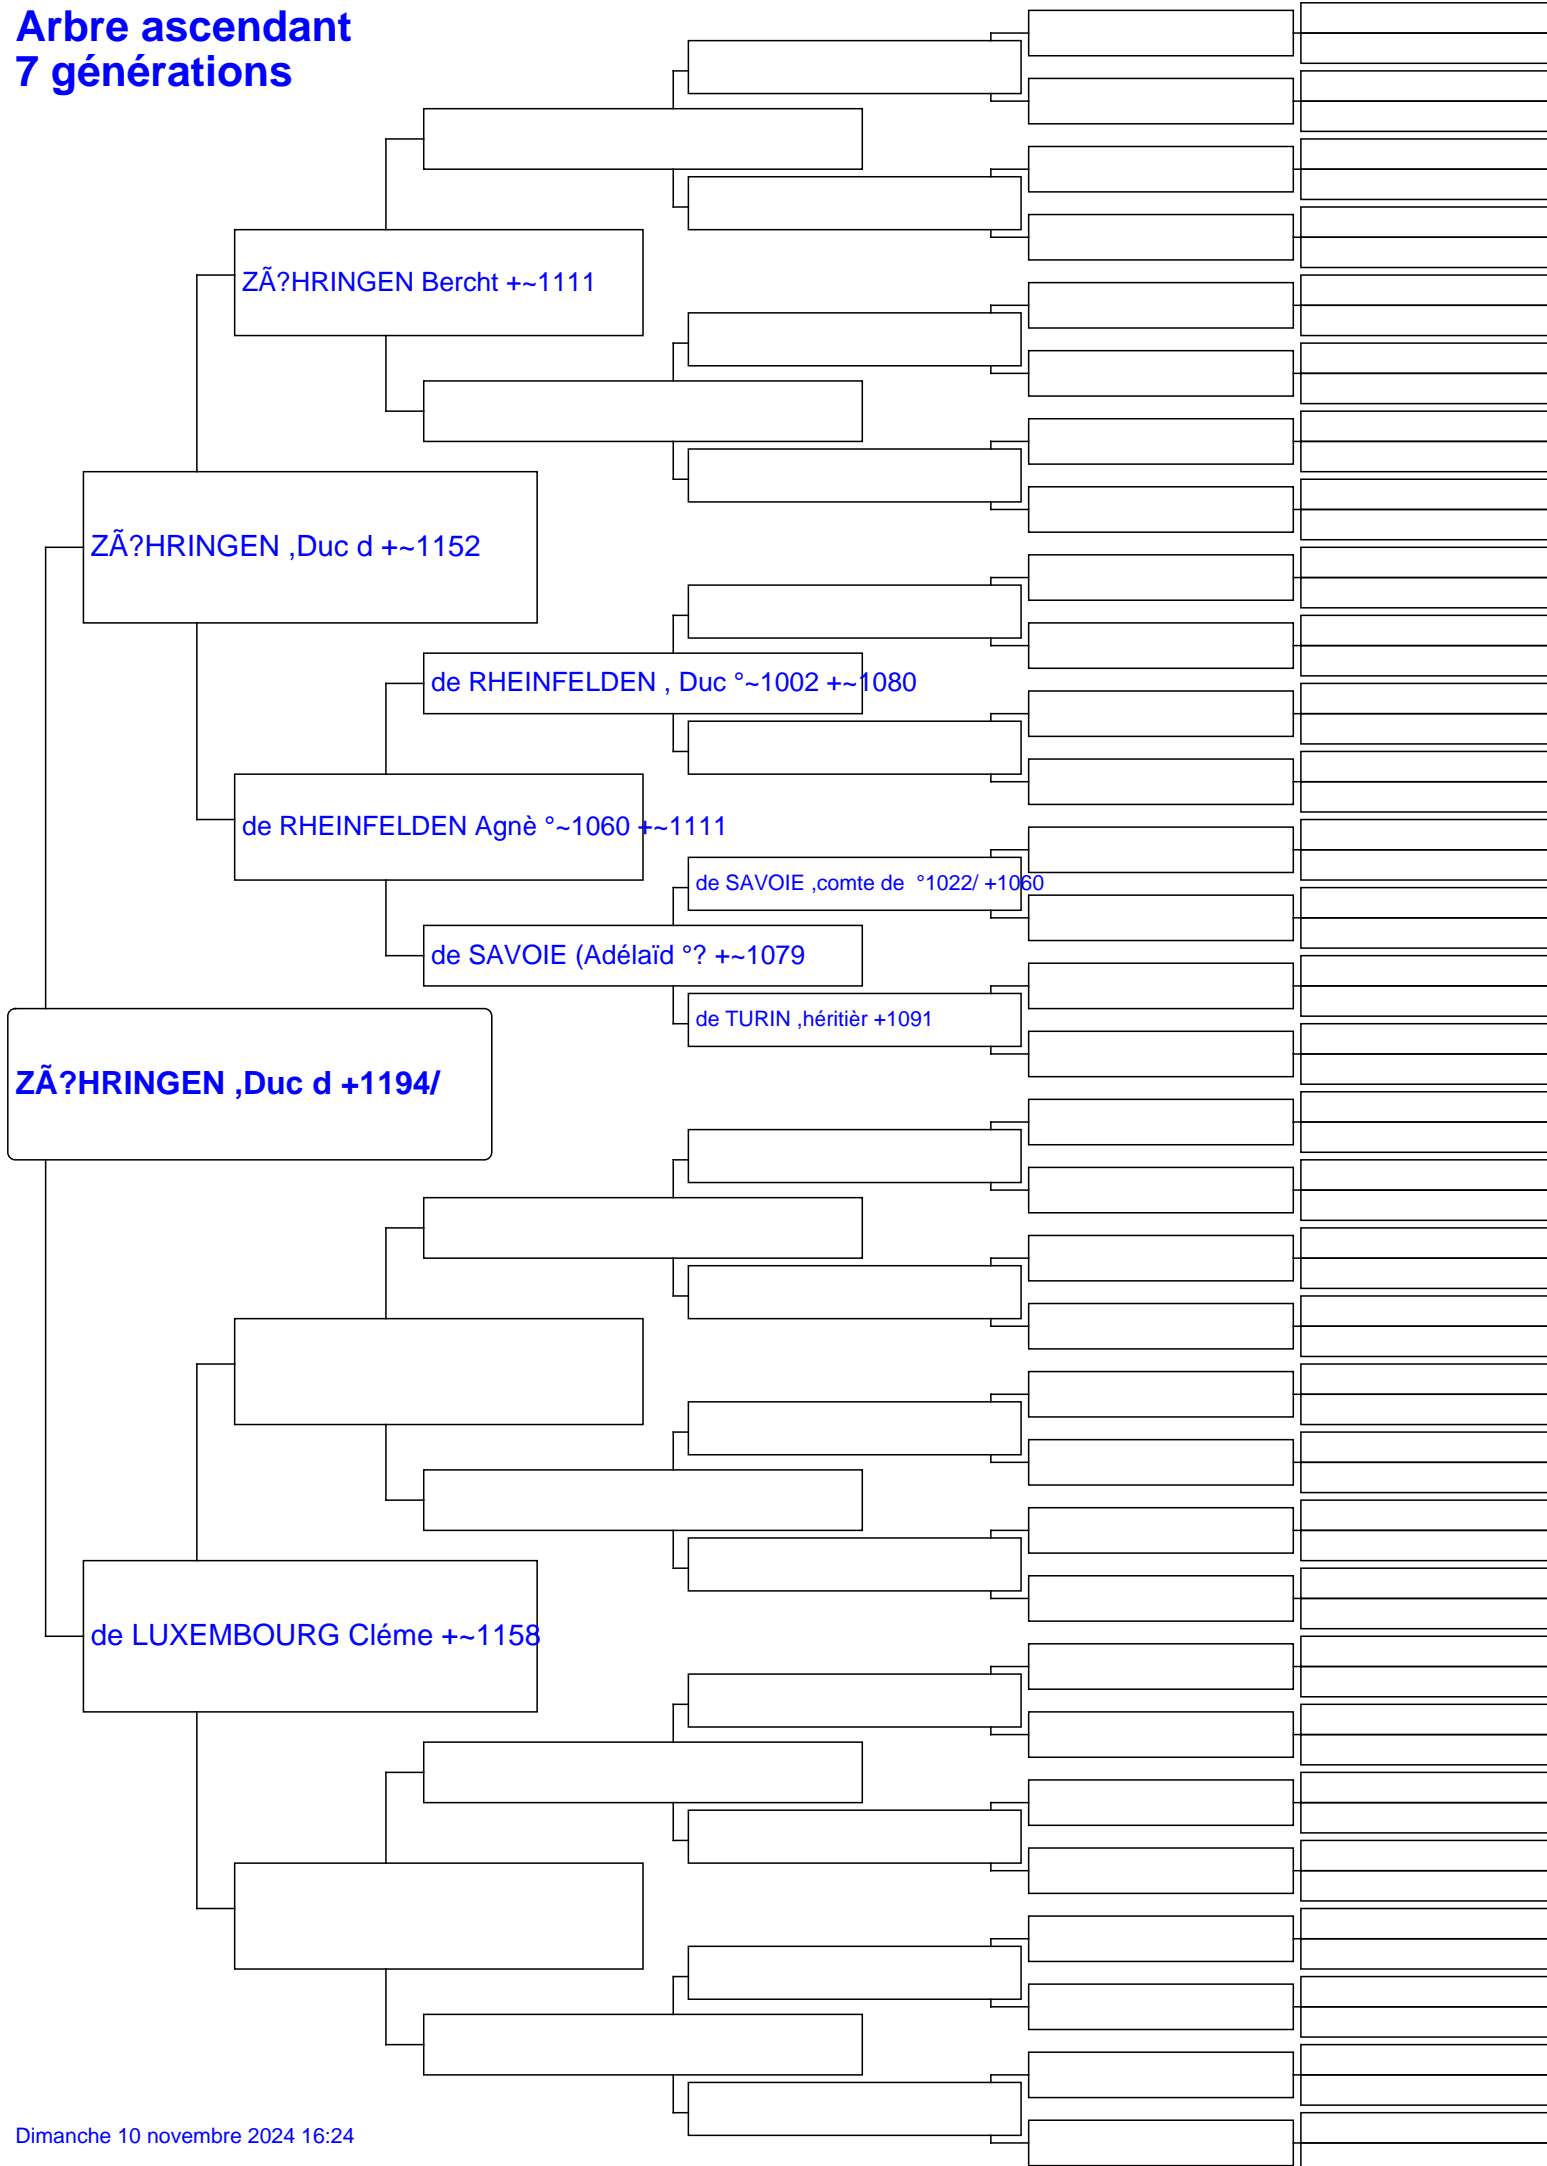 Arbre ascendant
7 générations
ZÃ?HRINGEN Bercht +~1111
ZÃ?HRINGEN ,Duc d +~1152
de RHEINFELDEN , Duc °~1002 +~1080
de RHEINFELDEN Agnè °~1060 +~1111
de SAVOIE ,comte de  °1022/ +1060
de SAVOIE (Adélaïd °? +~1079
de TURIN ,héritièr +1091
ZÃ?HRINGEN ,Duc d +1194/
de LUXEMBOURG Cléme +~1158
Dimanche 10 novembre 2024 16:24